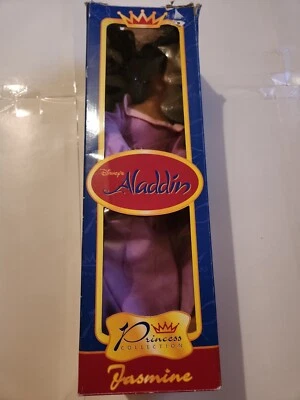 Disney's
Aladdin
Princess
COLLECTION
Jasmine